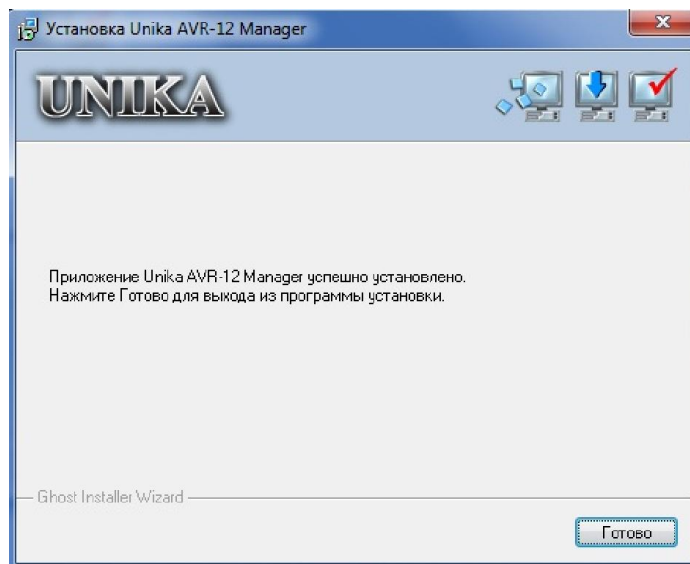 Установка Unika AVR-12 Manager
UNIKA
Приложение Unika AVR-12 Manager успешно установлено.
Нажмите Готово для выхода из программы установки.
Ghost Installer Wizard
Готово